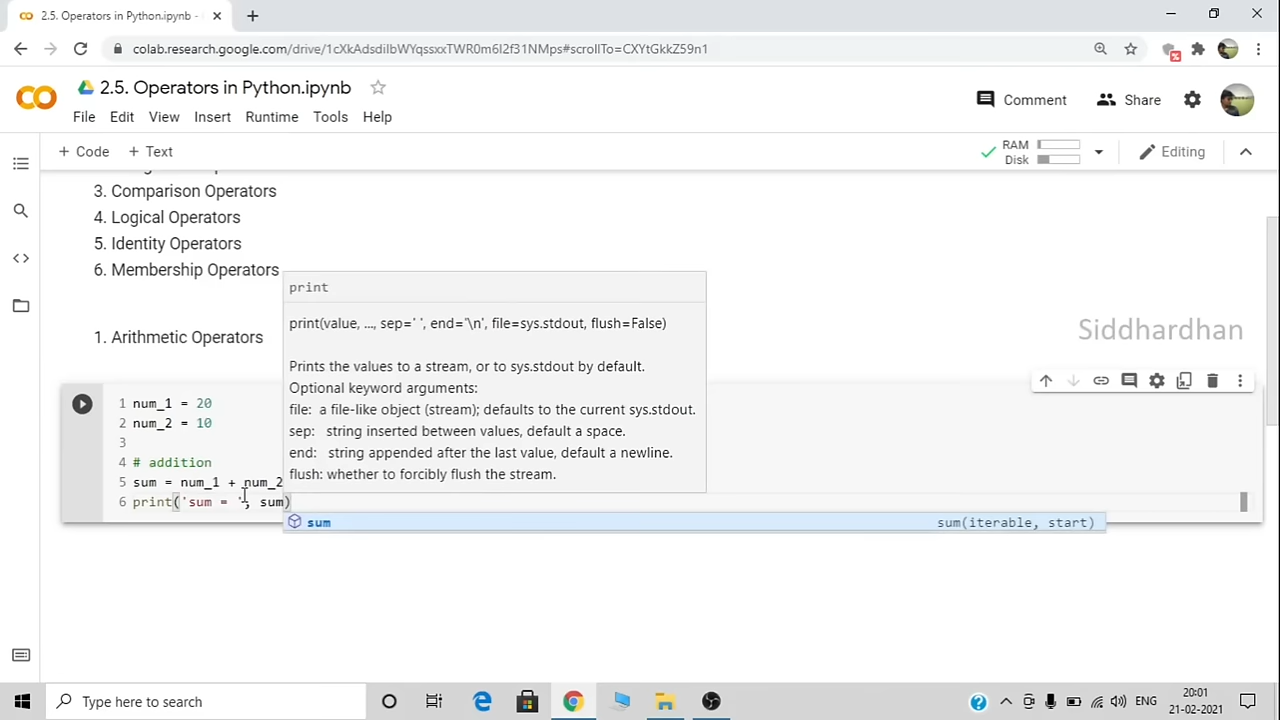 2.5. Operators in Python.ipynb -
colab.research.google.com/drive/1cXkAdsdilbWYqssxxTWR0m6I2f31NMps#scrollTo=CXYtGkkZ59n1
2.5. Operators in Python.ipynb
Comment
Share
File Edit View Insert Runtime Tools Help
+ Code + Text
RAM
Disk
Editing
3. Comparison Operators
4. Logical Operators
5. Identity Operators
6. Membership Operators
print
print(value, ..., sep=' ', end='\n', file=sys.stdout, flush=False)
1. Arithmetic Operators
Siddhardhan
Prints the values to a stream, or to sys.stdout by default.
Optional keyword arguments:
file: a file-like object (stream); defaults to the current sys.stdout.
sep: string inserted between values, default a space.
end: string appended after the last value, default a newline.
flush: whether to forcibly flush the stream.
1 num_1 = 20
2 num_2 = 10
3
4 # addition
5 sum = num_1 + num_2
6 print('sum = ', sum)
sum sum(iterable, start)
Type here to search
ENG
20:01
21-02-2021